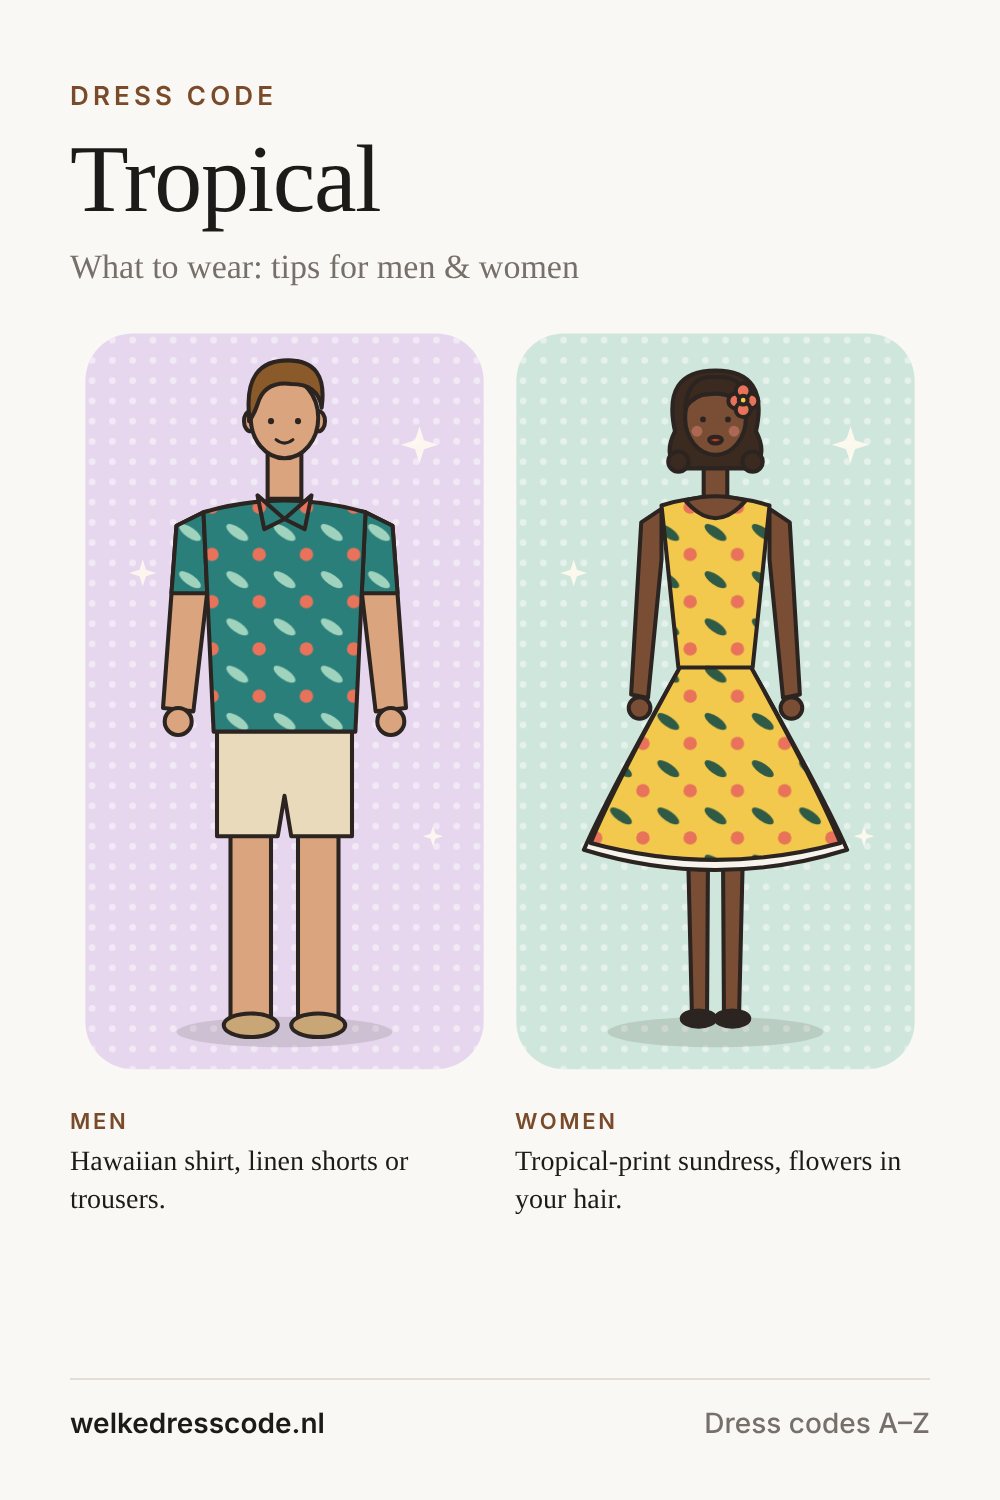 DRESS CODE
Tropical
What to wear: tips for men & women
MEN
Hawaiian shirt, linen shorts or
trousers.
WOMEN
Tropical-print sundress, flowers in
your hair.
welkedresscode.nl
Dress codes A–Z